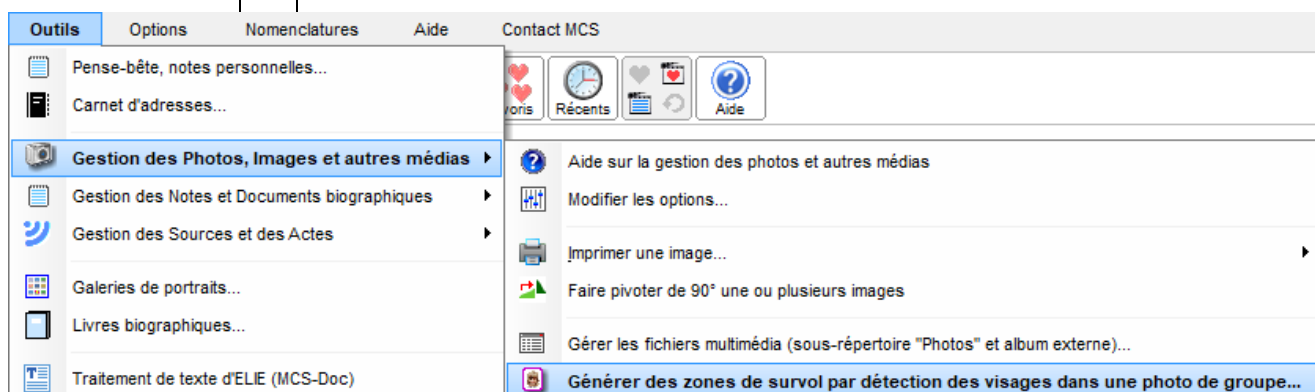 Outils Options Nomenclatures Aide Contact MCS
Pense-bête, notes personnelles...
Carnet d'adresses...
voris Récents Aide
Gestion des Photos, Images et autres médias
Gestion des Notes et Documents biographiques
Gestion des Sources et des Actes
Galeries de portraits...
Livres biographiques...
Traitement de texte d'ELIE (MCS-Doc)
Aide sur la gestion des photos et autres médias
Modifier les options...
Imprimer une image...
Faire pivoter de 90° une ou plusieurs images
Gérer les fichiers multimédia (sous-répertoire "Photos" et album externe)...
Générer des zones de survol par détection des visages dans une photo de groupe...